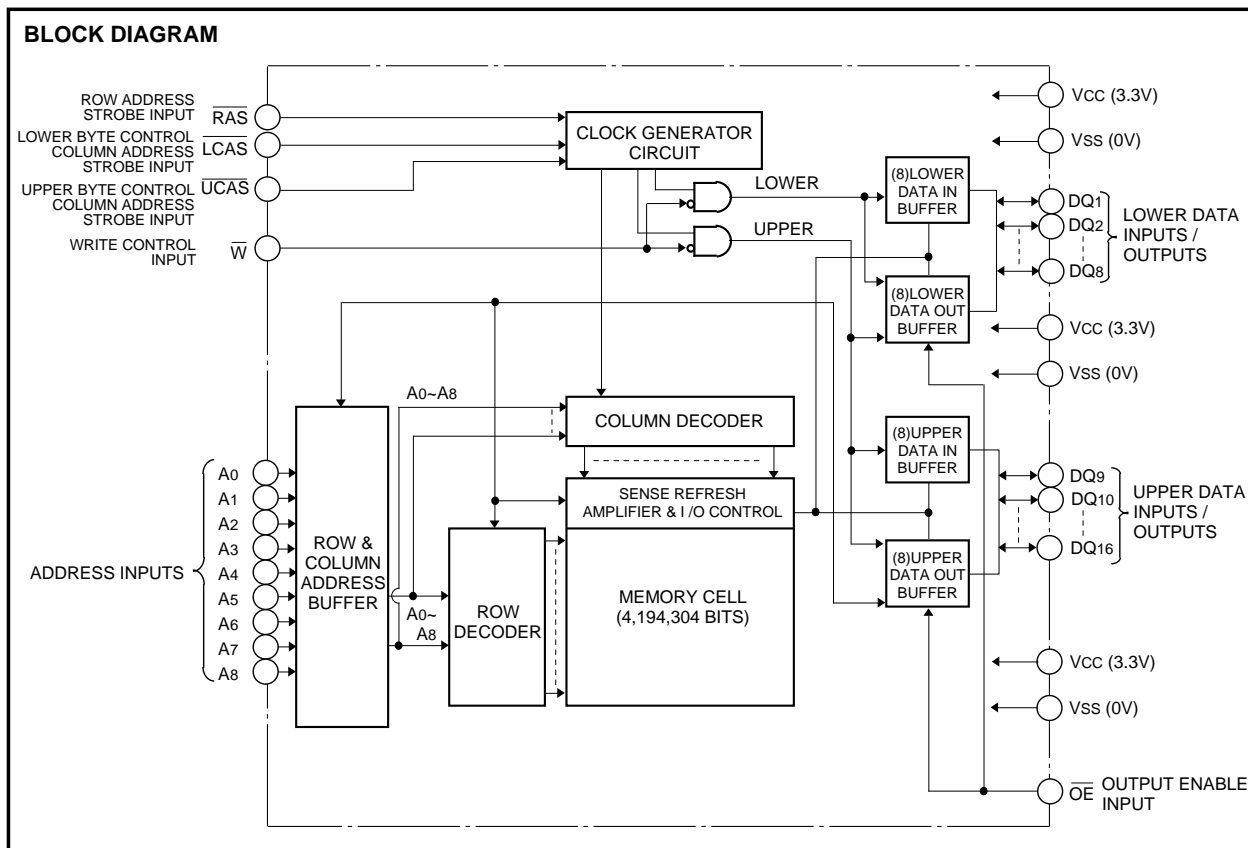 BLOCK DIAGRAM
ROW ADDRESS
STROBE INPUT
RAS
LOWER BYTE CONTROL
COLUMN ADDRESS
STROBE INPUT
LCAS
UPPER BYTE CONTROL
COLUMN ADDRESS
STROBE INPUT
UCAS
WRITE CONTROL
INPUT
W
CLOCK GENERATOR
CIRCUIT
LOWER
UPPER
(8)LOWER
DATA IN
BUFFER
(8)LOWER
DATA OUT
BUFFER
VCC (3.3V)
VSS (0V)
DQ1
DQ2
DQ8
LOWER DATA
INPUTS /
OUTPUTS
VCC (3.3V)
VSS (0V)
A0~A8
COLUMN DECODER
SENSE REFRESH
AMPLIFIER & I /O CONTROL
MEMORY CELL
(4,194,304 BITS)
(8)UPPER
DATA IN
BUFFER
(8)UPPER
DATA OUT
BUFFER
DQ9
DQ10
DQ16
UPPER DATA
INPUTS /
OUTPUTS
ADDRESS INPUTS
A0
A1
A2
A3
A4
A5
A6
A7
A8
ROW &
COLUMN
ADDRESS
BUFFER
A0~
A8
ROW
DECODER
VCC (3.3V)
VSS (0V)
OE
OUTPUT ENABLE
INPUT